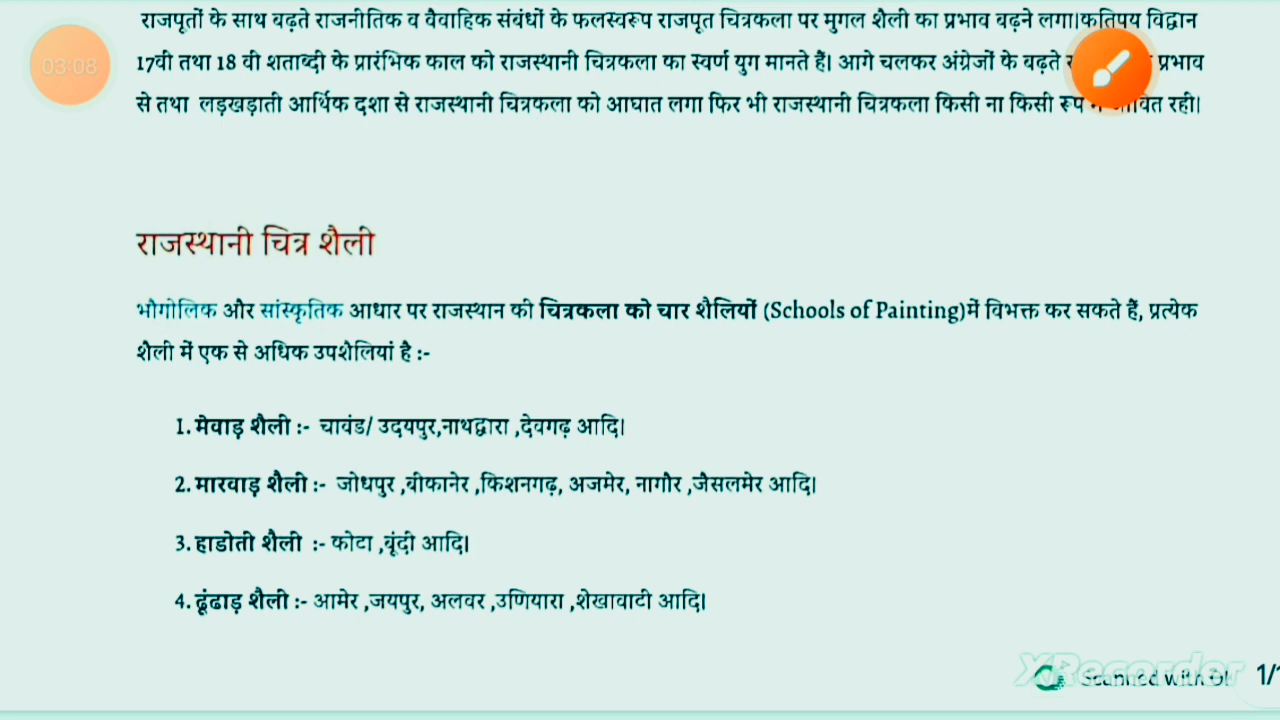 राजपूतों के साथ बढ़ते राजनीतिक व वैवाहिक संबंधों के फलस्वरूप राजपूत चित्रकला पर मुगल शैली का प्रभाव बढ़ने लगा।कतिपय विद्वान
03:08
17वी तथा 18 वी शताब्दी के प्रारंभिक काल को राजस्थानी चित्रकला का स्वर्ण युग मानते हैं। आगे चलकर अंग्रेजों के बढ़ते प्रभाव
से तथा लड़खड़ाती आर्थिक दशा से राजस्थानी चित्रकला को आघात लगा फिर भी राजस्थानी चित्रकला किसी ना किसी रूप रही।
राजस्थानी चित्र शैली
भौगोलिक और सांस्कृतिक आधार पर राजस्थान की चित्रकला को चार शैलियों (Schools of Painting)में विभक्त कर सकते हैं, प्रत्येक
शैली में एक से अधिक उपशैलियां है :-
1. मेवाड़ शैली :- चावंड/ उदयपुर,नाथद्वारा ,देवगढ़ आदि।
2. मारवाड़ शैली :- जोधपुर ,बीकानेर ,किशनगढ़, अजमेर, नागौर ,जैसलमेर आदि।
3. हाडोती शैली :- कोटा ,बूंदी आदि।
4. ढूंढाड़ शैली :- आमेर ,जयपुर, अलवर ,उणियारा ,शेखावाटी आदि।
XRecorder
Scanned with